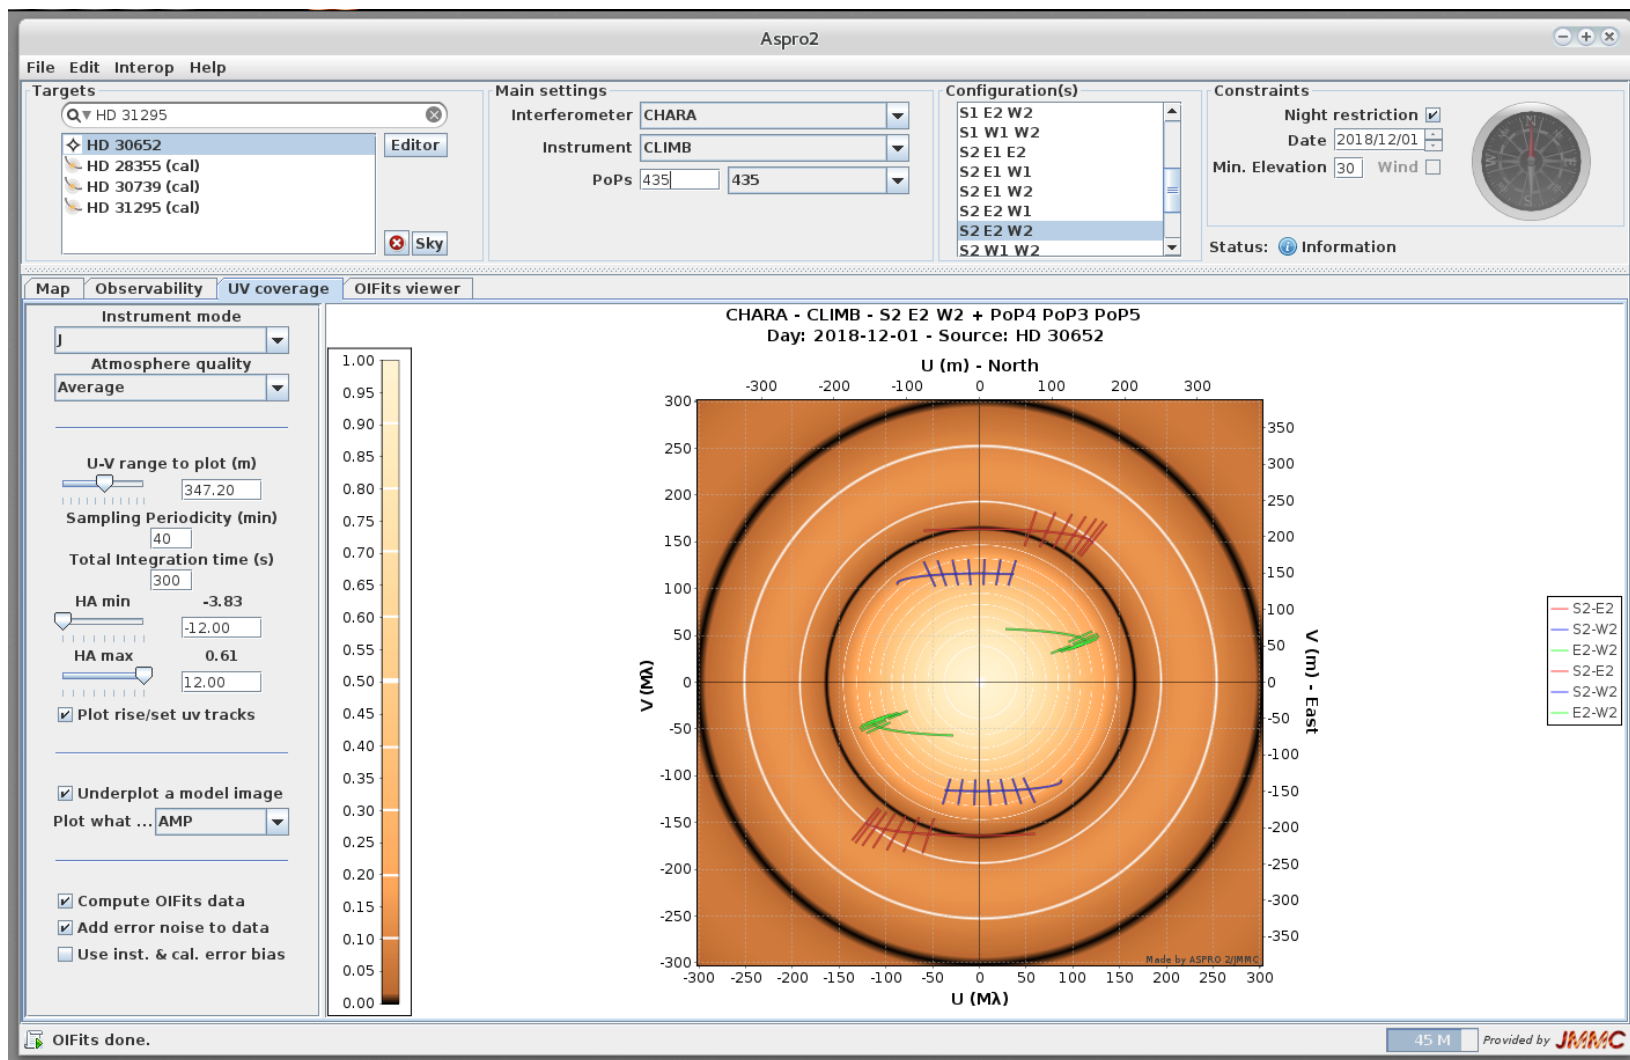 Aspro2
File Edit Interop Help
Targets
HD 31295
HD 30652
HD 28355 (cal)
HD 30739 (cal)
HD 31295 (cal)
Editor
Sky
Main settings
Interferometer CHARA
Instrument CLIMB
PoPs 435 435
Configuration(s)
S1 E2 W2
S1 W1 W2
S2 E1 E2
S2 E1 W1
S2 E1 W2
S2 E2 W1
S2 E2 W2
S2 W1 W2
Constraints
Night restriction
Date 2018/12/01
Min. Elevation 30 Wind
N
W E
S
Status: Information
Map Observability UV coverage OIFits viewer
Instrument mode
J
Atmosphere quality
Average
U-V range to plot (m)
347.20
Sampling Periodicity (min)
40
Total Integration time (s)
300
HA min -3.83
-12.00
HA max 0.61
12.00
Plot rise/set uv tracks
Underplot a model image
Plot what ... AMP
Compute OIFits data
Add error noise to data
Use inst. & cal. error bias
1.00
0.95
0.90
0.85
0.80
0.75
0.70
0.65
0.60
0.55
0.50
0.45
0.40
0.35
0.30
0.25
0.20
0.15
0.10
0.05
0.00
CHARA - CLIMB - S2 E2 W2 + PoP4 PoP3 PoP5
Day: 2018-12-01 - Source: HD 30652
U (m) - North
-300 -200 -100 0 100 200 300
300
250
200
150
100
50
0
-50
-100
-150
-200
-250
-300
V (Mλ)
350
300
250
200
150
100
50
0
-50
-100
-150
-200
-250
-300
-350
V (m) - East
Made by ASPRO 2/JMMC
-300 -250 -200 -150 -100 -50 0 50 100 150 200 250 300
U (Mλ)
S2-E2
S2-W2
E2-W2
S2-E2
S2-W2
E2-W2
OIFits done.
45 M
Provided by JMMC